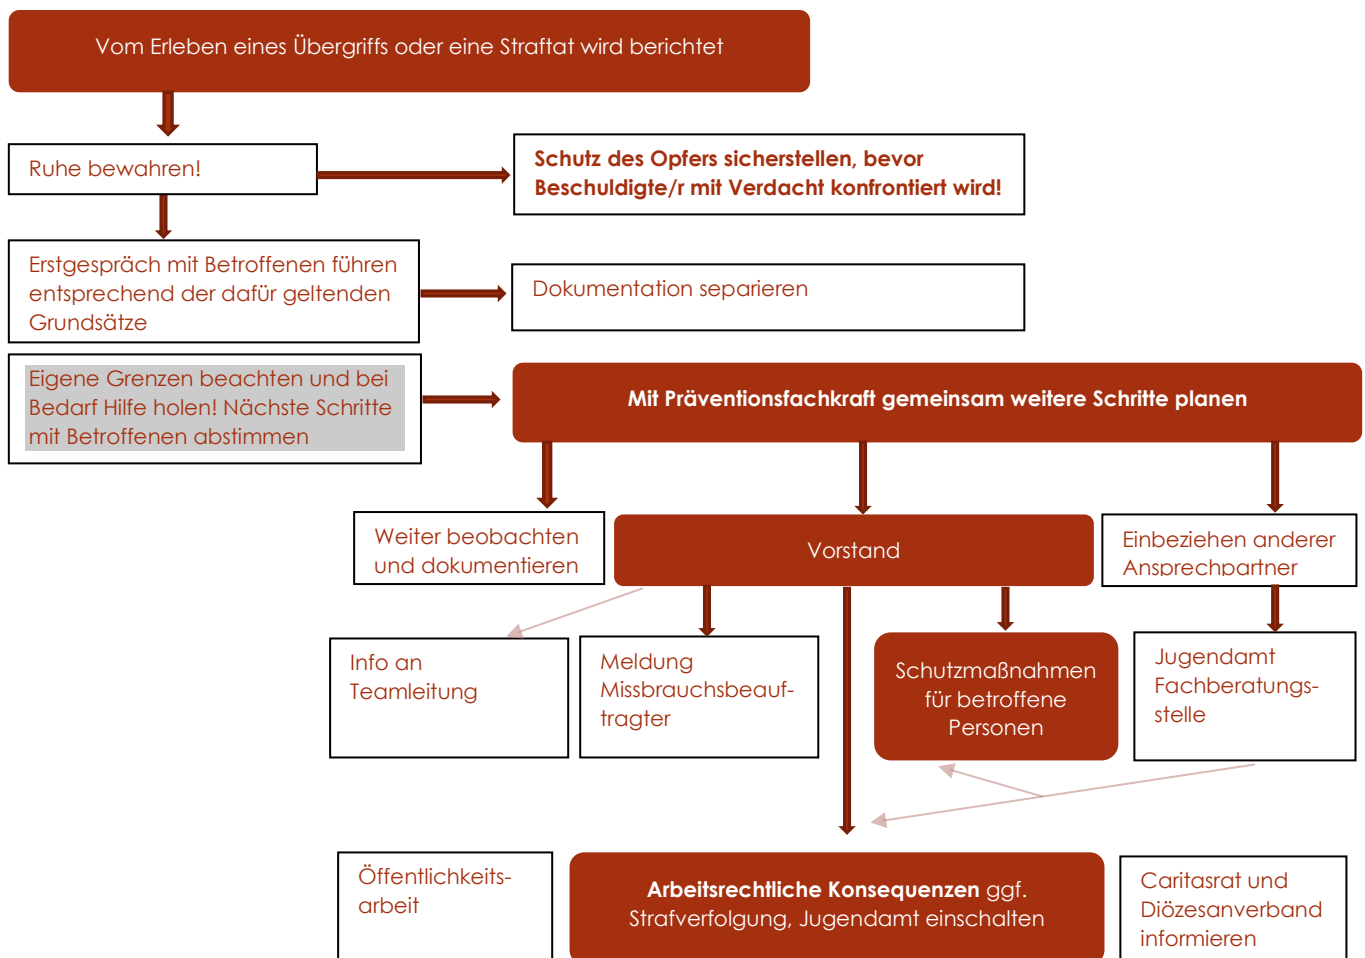 Vom Erleben eines Übergriffs oder eine Straftat wird berichtet
Ruhe bewahren!
Schutz des Opfers sicherstellen, bevor
Beschuldigte/r mit Verdacht konfrontiert wird!
Erstgespräch mit Betroffenen führen
entsprechend der dafür geltenden
Grundsätze
Dokumentation separieren
Eigene Grenzen beachten und bei
Bedarf Hilfe holen! Nächste Schritte
mit Betroffenen abstimmen
Mit Präventionsfachkraft gemeinsam weitere Schritte planen
Weiter beobachten
und dokumentieren
Vorstand
Einbeziehen anderer
Ansprechpartner
Info an
Teamleitung
Meldung
Missbrauchsbeauf-
tragter
Schutzmaßnahmen
für betroffene
Personen
Jugendamt
Fachberatungs-
stelle
Öffentlichkeits-
arbeit
Arbeitsrechtliche Konsequenzen ggf.
Strafverfolgung, Jugendamt einschalten
Caritasrat und
Diözesanverband
informieren